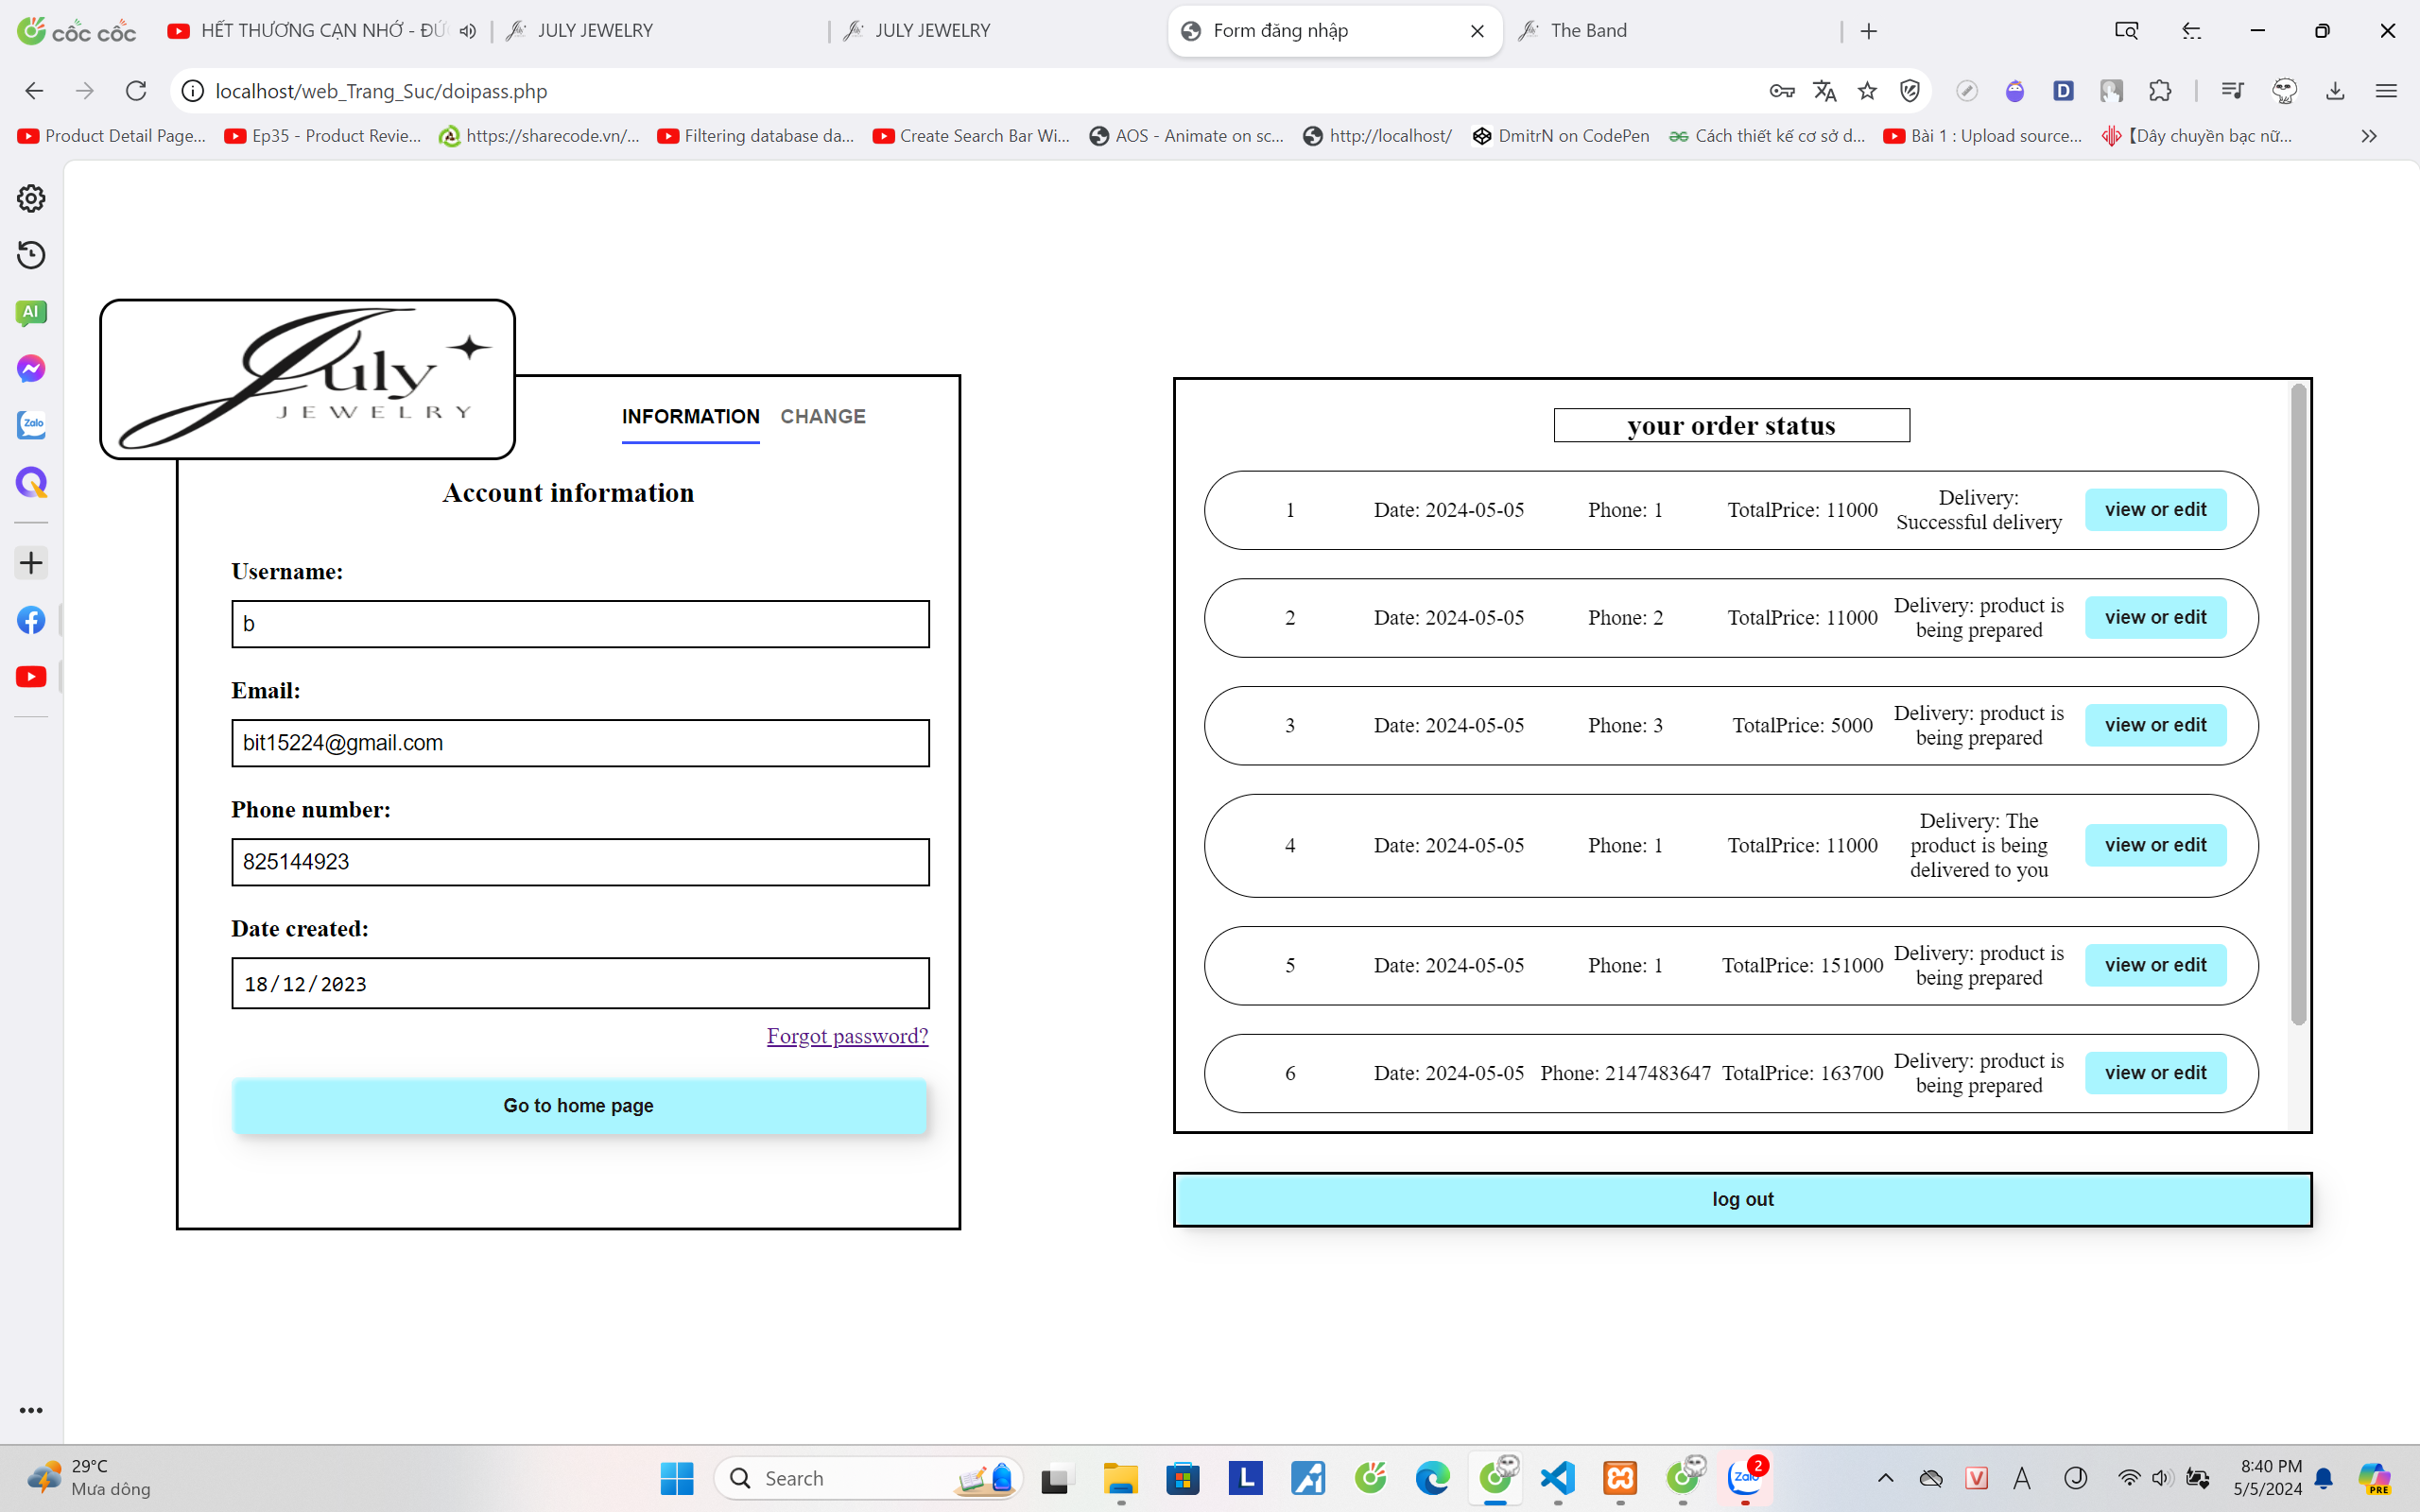 cốc cốc
HẾT THƯƠNG CẠN NHỚ - ĐỨ
JULY JEWELRY
JULY JEWELRY
Form đăng nhập
The Band
localhost/web_Trang_Suc/doipass.php
Product Detail Page...
Ep35 - Product Revie...
https://sharecode.vn/...
Filtering database da...
Create Search Bar Wi...
AOS - Animate on sc...
http://localhost/
DmitrN on CodePen
Cách thiết kế cơ sở d...
Bài 1 : Upload source...
【Dây chuyền bạc nữ...
AI
Zalo
July
JEWELRY
INFORMATION CHANGE
Account information
Username:
b
Email:
bit15224@gmail.com
Phone number:
825144923
Date created:
18/12/2023
Forgot password?
Go to home page
your order status
1 Date: 2024-05-05 Phone: 1 TotalPrice: 11000 Delivery:
Successful delivery
view or edit
2 Date: 2024-05-05 Phone: 2 TotalPrice: 11000 Delivery: product is
being prepared
view or edit
3 Date: 2024-05-05 Phone: 3 TotalPrice: 5000 Delivery: product is
being prepared
view or edit
4 Date: 2024-05-05 Phone: 1 TotalPrice: 11000 Delivery: The
product is being
delivered to you
view or edit
5 Date: 2024-05-05 Phone: 1 TotalPrice: 151000 Delivery: product is
being prepared
view or edit
6 Date: 2024-05-05 Phone: 2147483647 TotalPrice: 163700 Delivery: product is
being prepared
view or edit
log out
29°C
Mưa dông
Search
L
Zalo
2
V
A
J
8:40 PM
5/5/2024
PRE